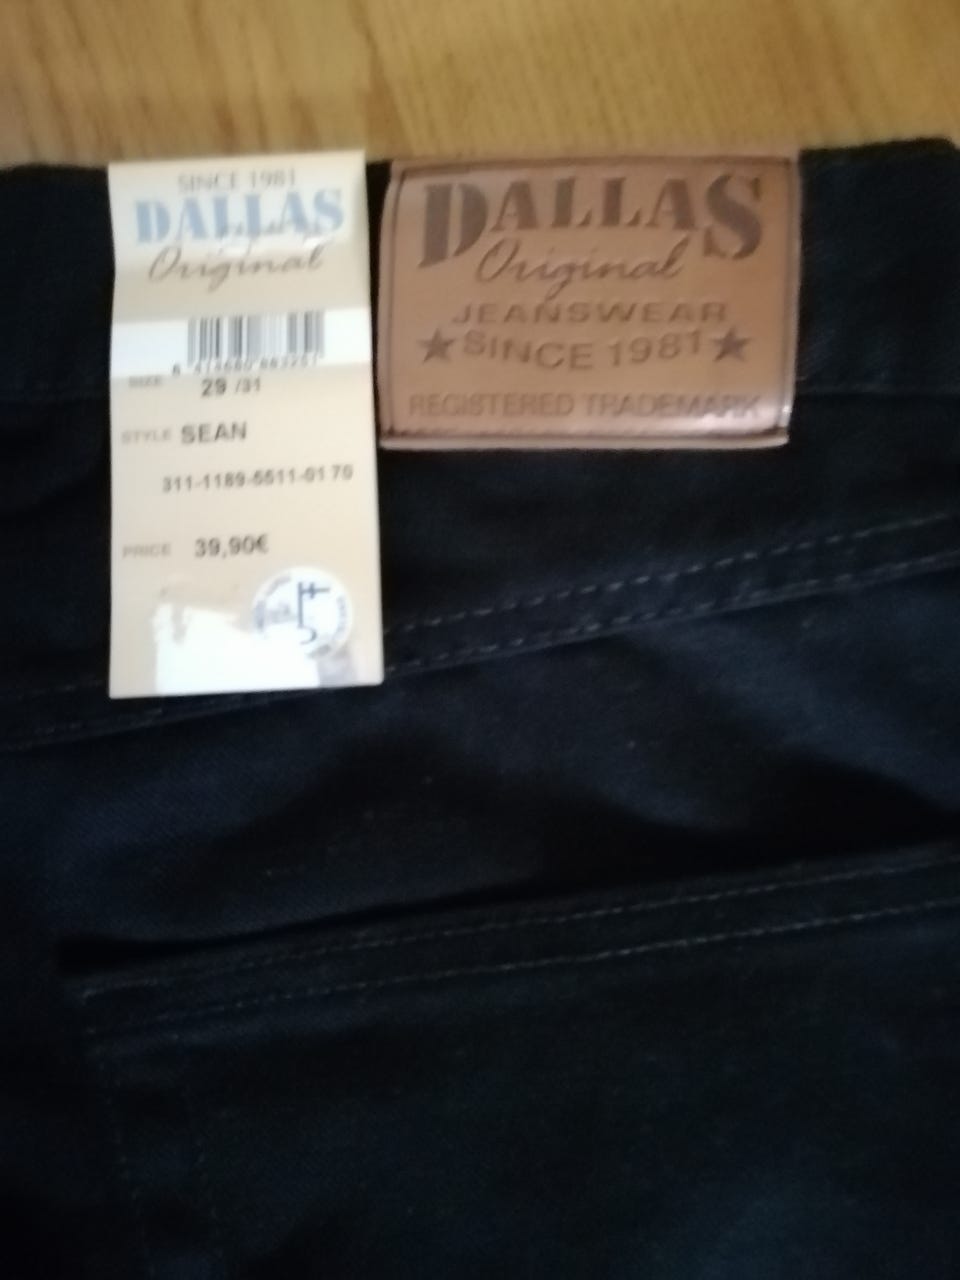 SINCE 1981
DALLAS
Original
SIZE 29 /31
STYLE SEAN
311-1189-5511-01 70
PRICE 39,90€
DALLAS
Original
JEANSWEAR
★SINCE 1981★
REGISTERED TRADEMARK